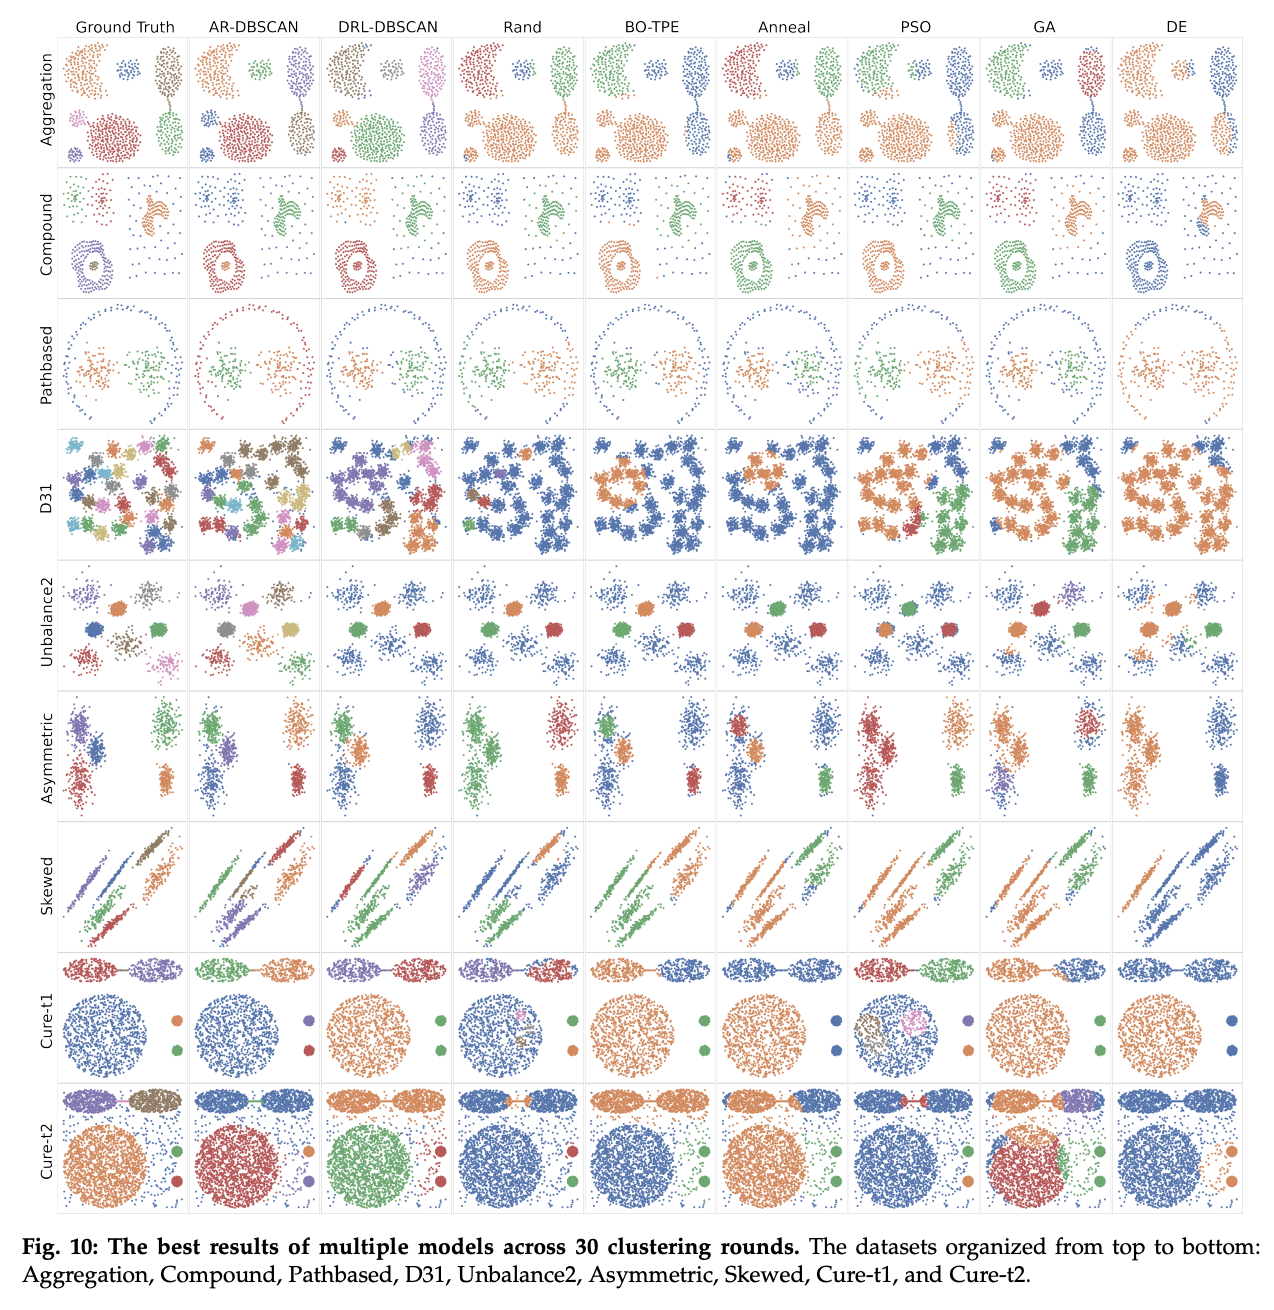 Ground Truth AR-DBSCAN DRL-DBSCAN Rand BO-TPE Anneal PSO GA DE
Aggregation
Compound
Pathbased
D31
Unbalance2
Asymmetric
Skewed
Cure-t1
Cure-t2
Fig. 10: The best results of multiple models across 30 clustering rounds. The datasets organized from top to bottom:
Aggregation, Compound, Pathbased, D31, Unbalance2, Asymmetric, Skewed, Cure-t1, and Cure-t2.